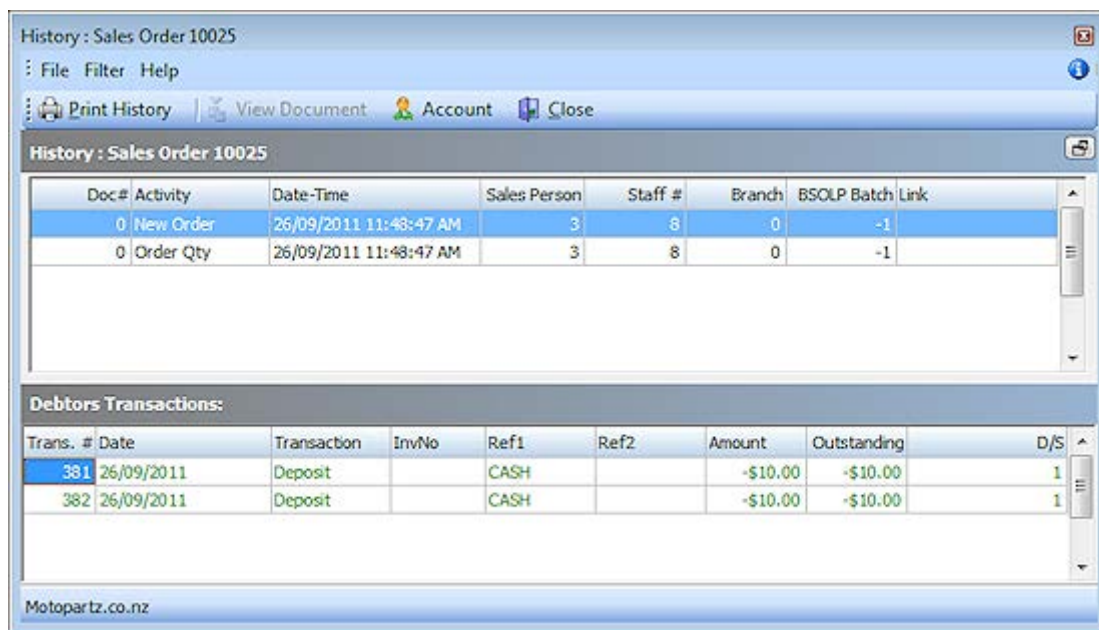 History : Sales Order 10025
File Filter Help
Print History View Document Account Close
History : Sales Order 10025
Doc# Activity Date-Time Sales Person Staff # Branch BSOLP Batch Link
0 New Order 26/09/2011 11:48:47 AM 3 8 0 -1
0 Order Qty 26/09/2011 11:48:47 AM 3 8 0 -1
Debtors Transactions:
Trans. # Date Transaction InvNo Ref1 Ref2 Amount Outstanding D/S
381 26/09/2011 Deposit CASH -$10.00 -$10.00 1
382 26/09/2011 Deposit CASH -$10.00 -$10.00 1
Motopartz.co.nz